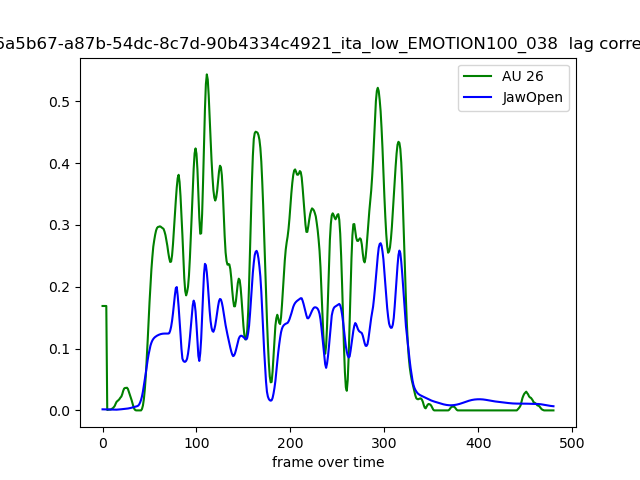 6a5b67-a87b-54dc-8c7d-90b4334c4921_ita_low_EMOTION100_038  lag corre
AU 26
JawOpen
0.5
0.4
0.3
0.2
0.1
0.0
0 100 200 300 400 500
frame over time